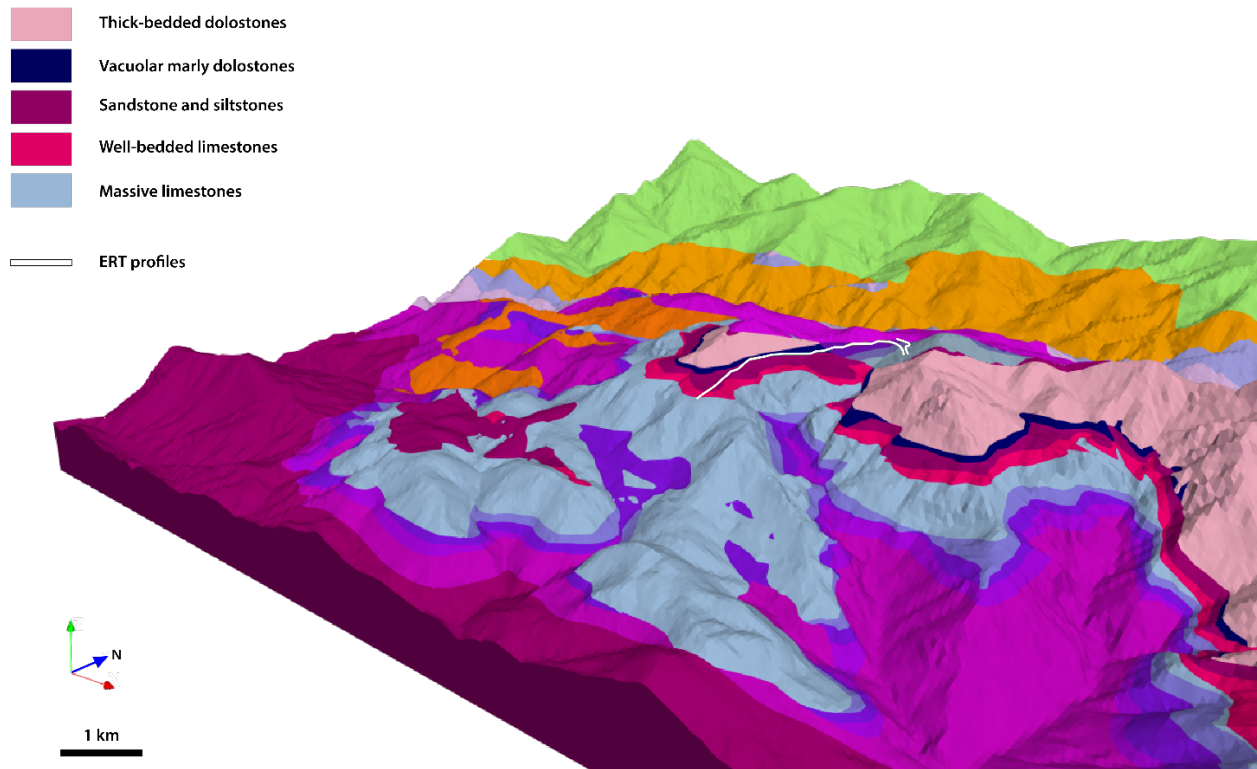 Thick-bedded dolostones
Vacuolar marly dolostones
Sandstone and siltstones
Well-bedded limestones
Massive limestones
ERT profiles
N
1 km